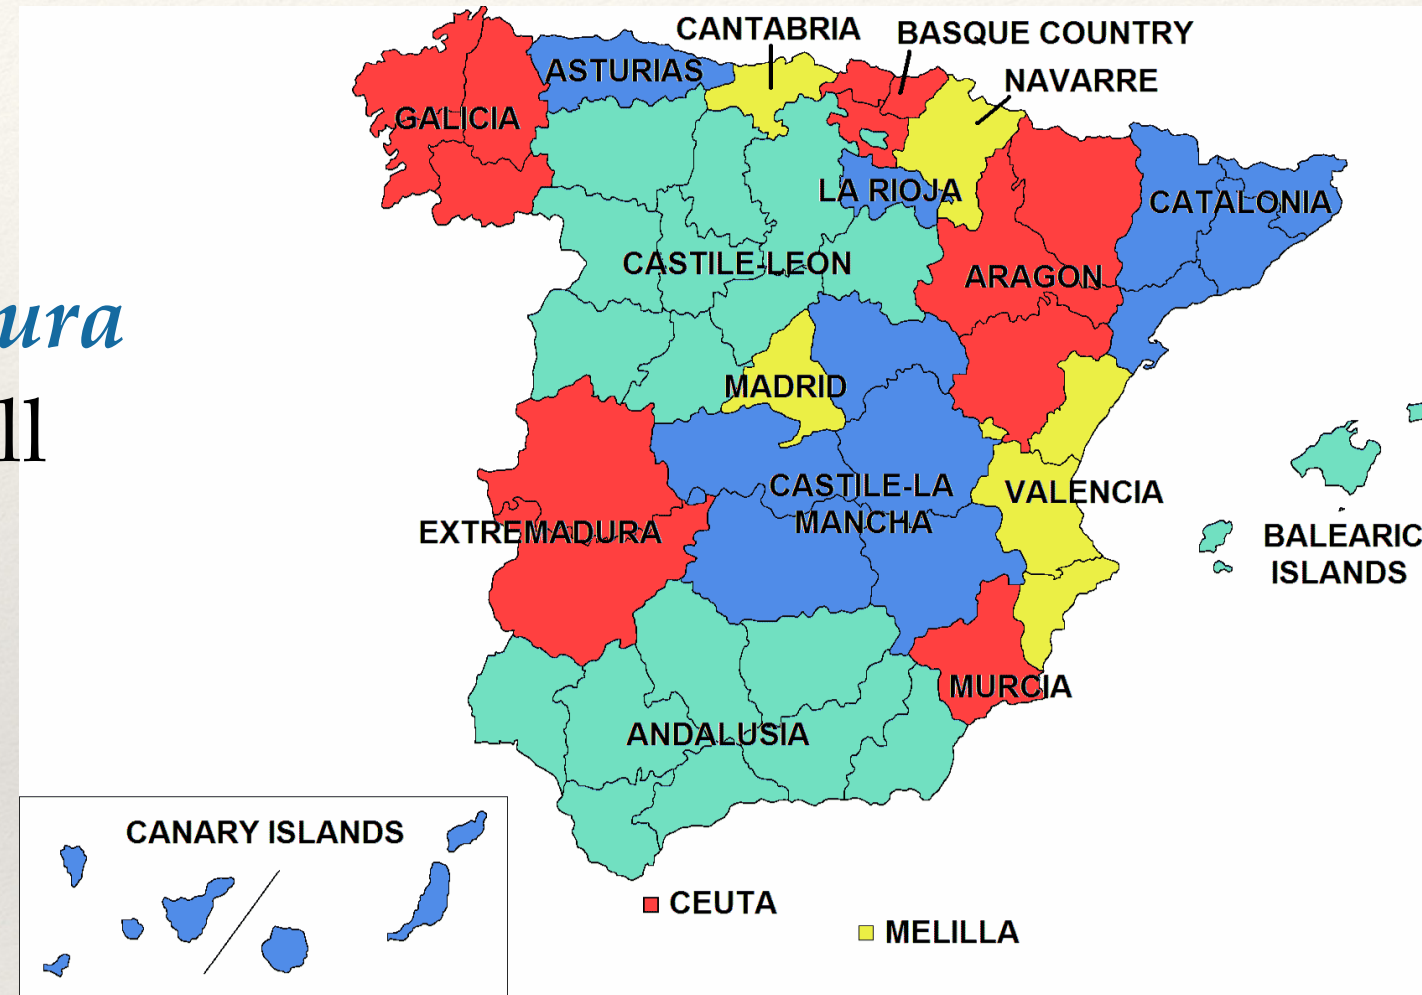 CANTABRIA
BASQUE COUNTRY
ASTURIAS
NAVARRE
GALICIA
LA RIOJA
CATALONIA
CASTILE-LEON
ARAGON
ura
MADRID
ll
CASTILE-LA
MANCHA
VALENCIA
EXTREMADURA
BALEARIC
ISLANDS
MURCIA
ANDALUSIA
CANARY ISLANDS
CEUTA
MELILLA